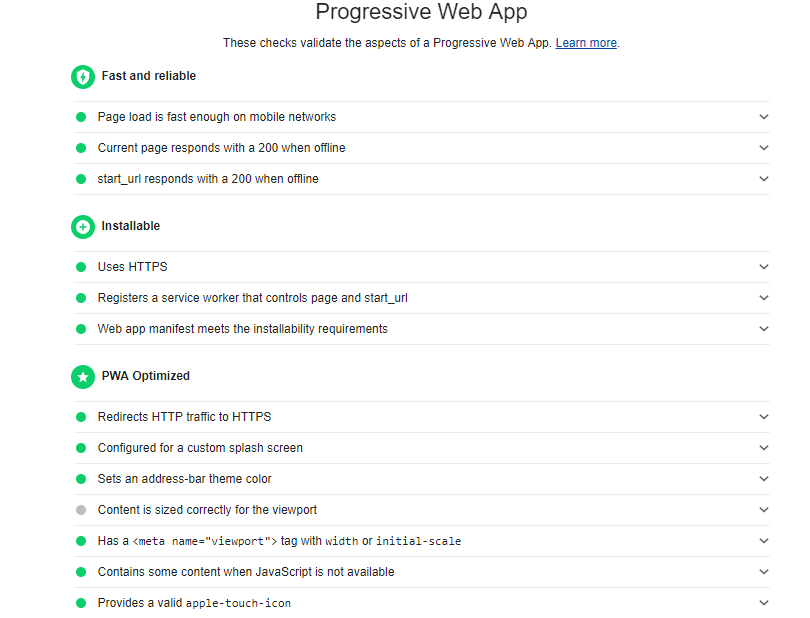 Progressive Web App
These checks validate the aspects of a Progressive Web App. Learn more.
Fast and reliable
Page load is fast enough on mobile networks
Current page responds with a 200 when offline
start_url responds with a 200 when offline
Installable
Uses HTTPS
Registers a service worker that controls page and start_url
Web app manifest meets the installability requirements
PWA Optimized
Redirects HTTP traffic to HTTPS
Configured for a custom splash screen
Sets an address-bar theme color
Content is sized correctly for the viewport
Has a <meta name="viewport"> tag with width or initial-scale
Contains some content when JavaScript is not available
Provides a valid apple-touch-icon